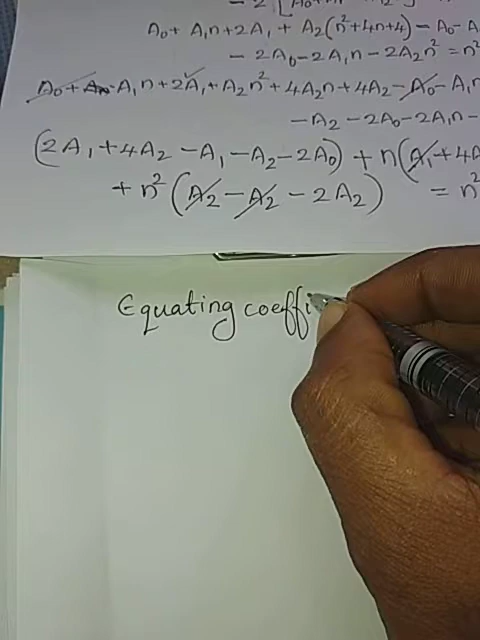 A₀ + A₁n + 2A₁ + A₂(n² + 4n + 4) − A₀ − A
− 2A₀ − 2A₁n − 2A₂n² = n²
A₁n + 2A₁ + A₂n² + 4A₂n + 4A₂ − A₀ − A₁n
− A₂ − 2A₀ − 2A₁n −
(2A₁ + 4A₂ − A₁ − A₂ − 2A₀) + n(A₁ + 4A
+ n²(A₂ − A₂ − 2A₂) = n²
Equating coeffi